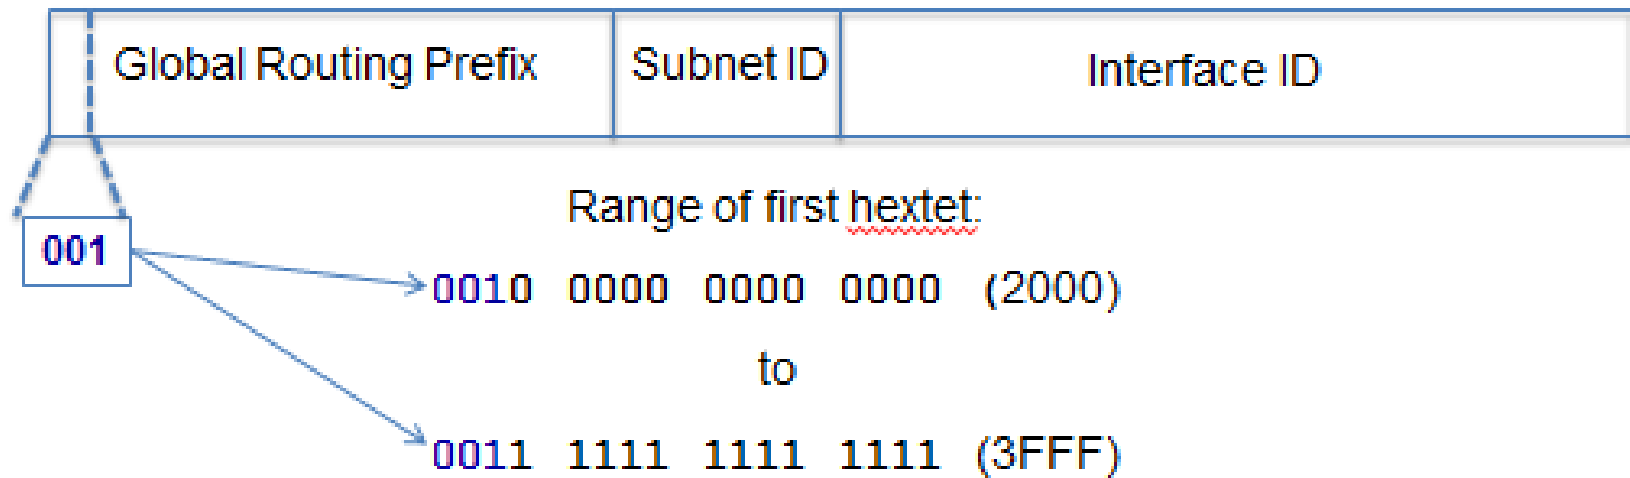 Global Routing Prefix Subnet ID Interface ID
Range of first hextet:
001
0010 0000 0000 0000 (2000)
to
0011 1111 1111 1111 (3FFF)